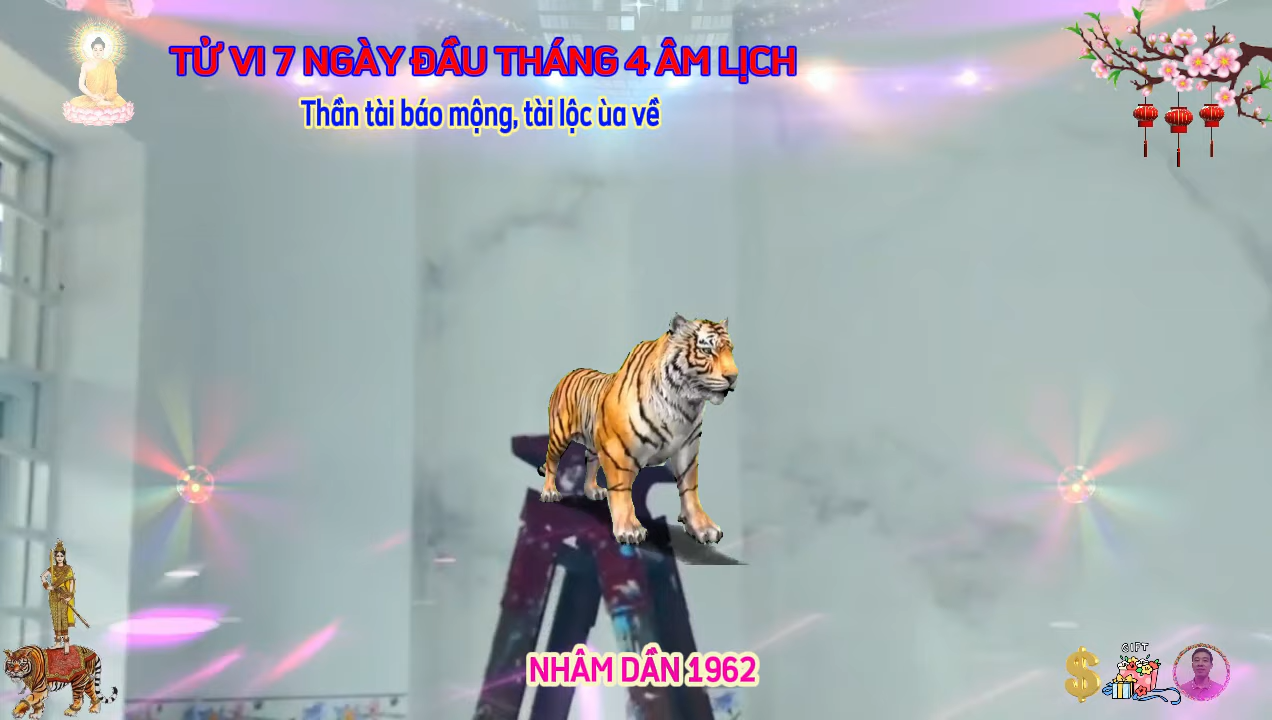 TỬ VI 7 NGÀY ĐẦU THÁNG 4 ÂM LỊCH
Thần tài báo mộng, tài lộc ùa về
GIFT
NHÂM DẦN 1962